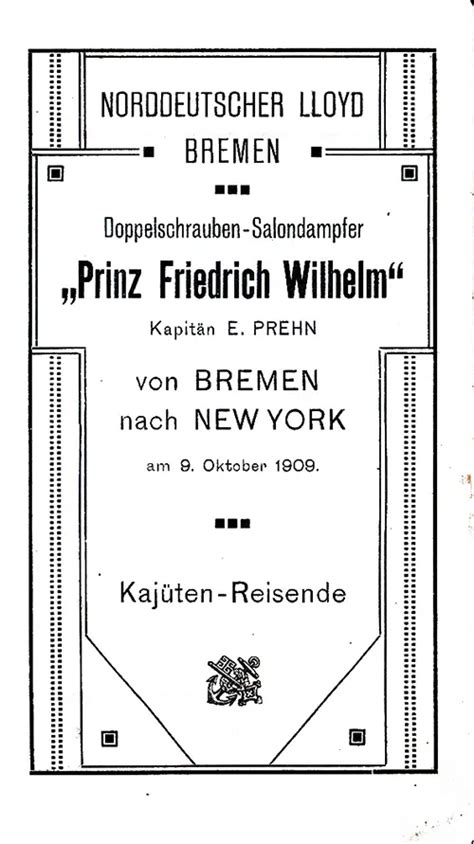 NORDDEUTSCHER LLOYD
BREMEN
Doppelschrauben-Salondampfer
„Prinz Friedrich Wilhelm“
Kapitän E. PREHN
von BREMEN
nach NEW YORK
am 9. Oktober 1909.
Kajüten-Reisende